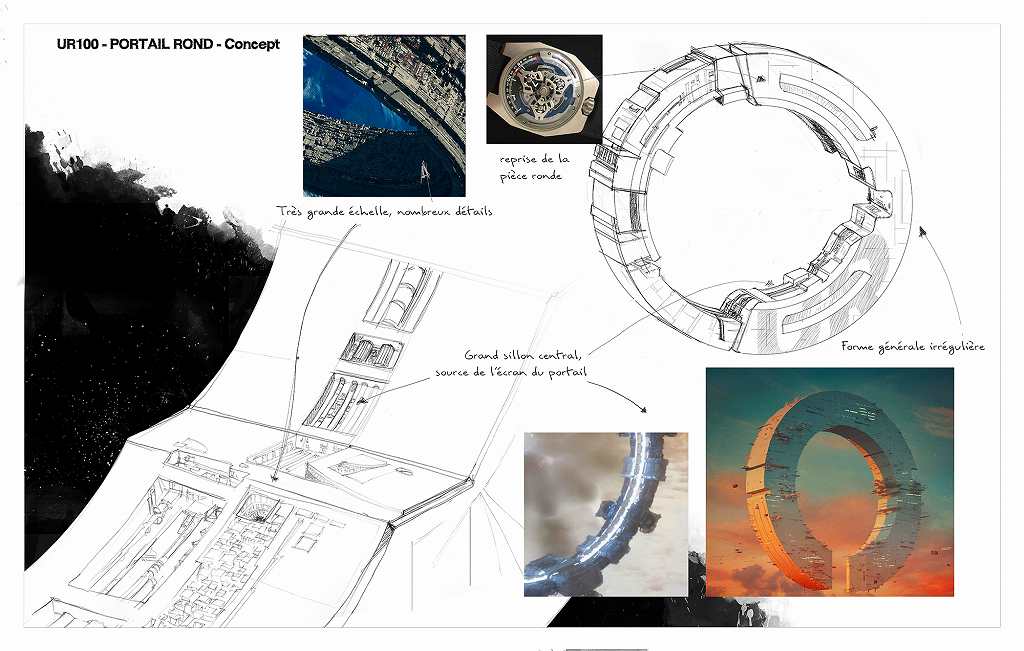 UR100 - PORTAIL ROND - Concept
reprise de la
pièce ronde
Très grande échelle, nombreux détails
Forme générale irrégulière
Grand sillon central,
source de l'écran du portail